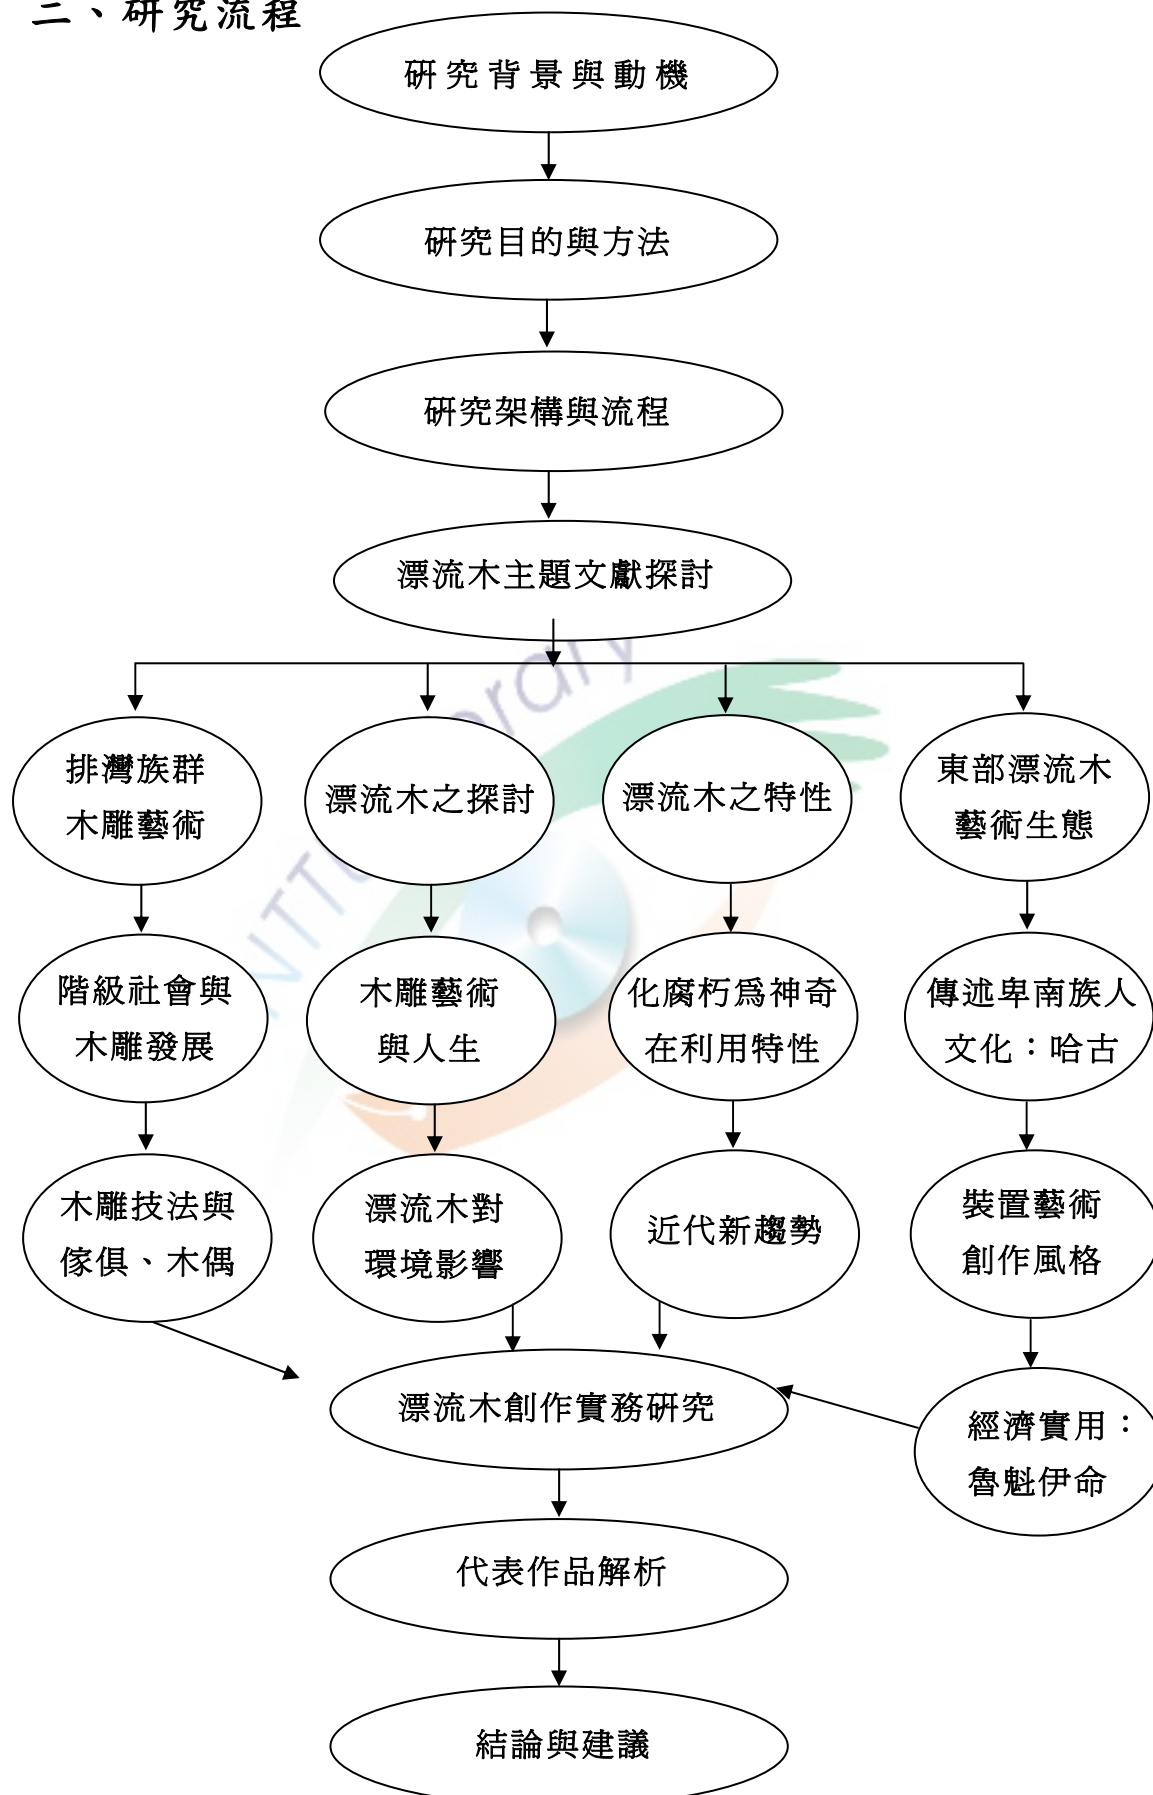 三、研究流程
研究背景與動機
研究目的與方法
研究架構與流程
漂流木主題文獻探討
排灣族群
木雕藝術
漂流木之探討
漂流木之特性
東部漂流木
藝術生態
階級社會與
木雕發展
木雕藝術
與人生
化腐朽為神奇
在利用特性
傳述卑南族人
文化：哈古
木雕技法與
傢俱、木偶
漂流木對
環境影響
近代新趨勢
裝置藝術
創作風格
漂流木創作實務研究
經濟實用：
魯魁伊命
代表作品解析
結論與建議